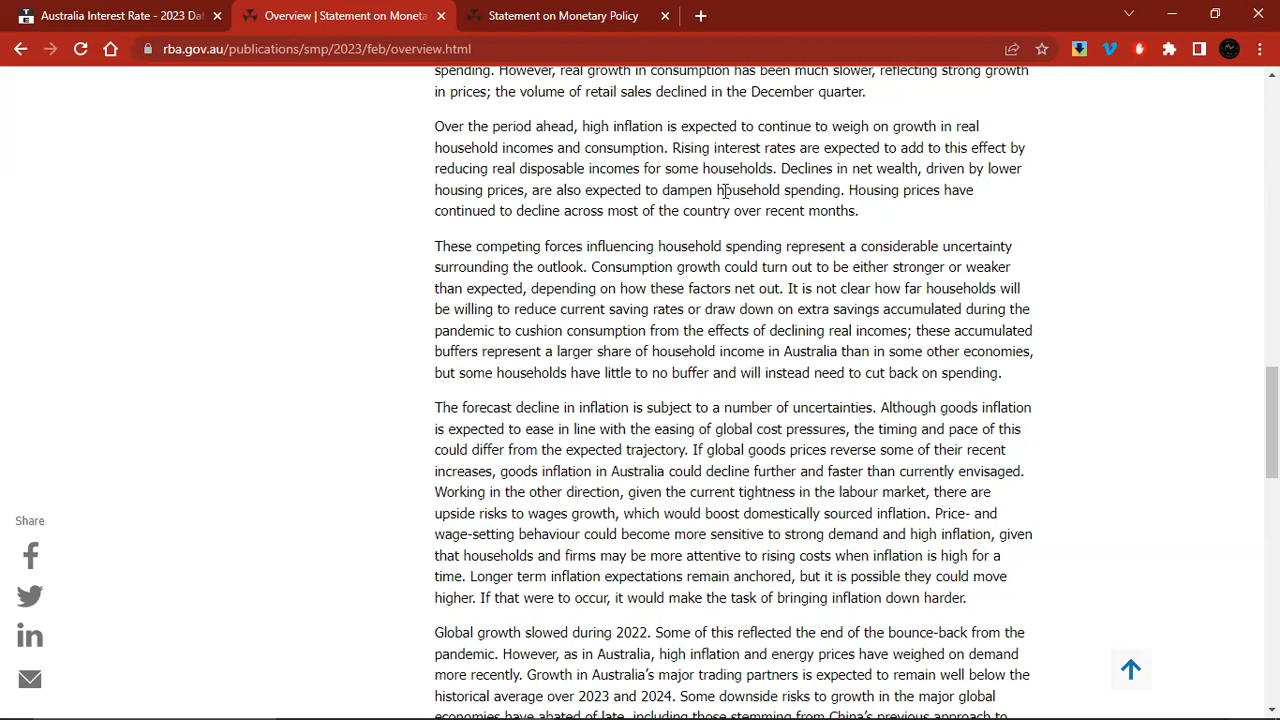 Australia Interest Rate - 2023 Dat
Overview | Statement on Moneta
Statement on Monetary Policy
rba.gov.au/publications/smp/2023/feb/overview.html
spending. However, real growth in consumption has been much slower, reflecting strong growth
in prices; the volume of retail sales declined in the December quarter.
Over the period ahead, high inflation is expected to continue to weigh on growth in real
household incomes and consumption. Rising interest rates are expected to add to this effect by
reducing real disposable incomes for some households. Declines in net wealth, driven by lower
housing prices, are also expected to dampen household spending. Housing prices have
continued to decline across most of the country over recent months.
These competing forces influencing household spending represent a considerable uncertainty
surrounding the outlook. Consumption growth could turn out to be either stronger or weaker
than expected, depending on how these factors net out. It is not clear how far households will
be willing to reduce current saving rates or draw down on extra savings accumulated during the
pandemic to cushion consumption from the effects of declining real incomes; these accumulated
buffers represent a larger share of household income in Australia than in some other economies,
but some households have little to no buffer and will instead need to cut back on spending.
The forecast decline in inflation is subject to a number of uncertainties. Although goods inflation
is expected to ease in line with the easing of global cost pressures, the timing and pace of this
could differ from the expected trajectory. If global goods prices reverse some of their recent
increases, goods inflation in Australia could decline further and faster than currently envisaged.
Working in the other direction, given the current tightness in the labour market, there are
upside risks to wages growth, which would boost domestically sourced inflation. Price- and
wage-setting behaviour could become more sensitive to strong demand and high inflation, given
that households and firms may be more attentive to rising costs when inflation is high for a
time. Longer term inflation expectations remain anchored, but it is possible they could move
higher. If that were to occur, it would make the task of bringing inflation down harder.
Share
Global growth slowed during 2022. Some of this reflected the end of the bounce-back from the
pandemic. However, as in Australia, high inflation and energy prices have weighed on demand
more recently. Growth in Australia's major trading partners is expected to remain well below the
historical average over 2023 and 2024. Some downside risks to growth in the major global
economies have abated of late, including those stemming from China's previous approach to